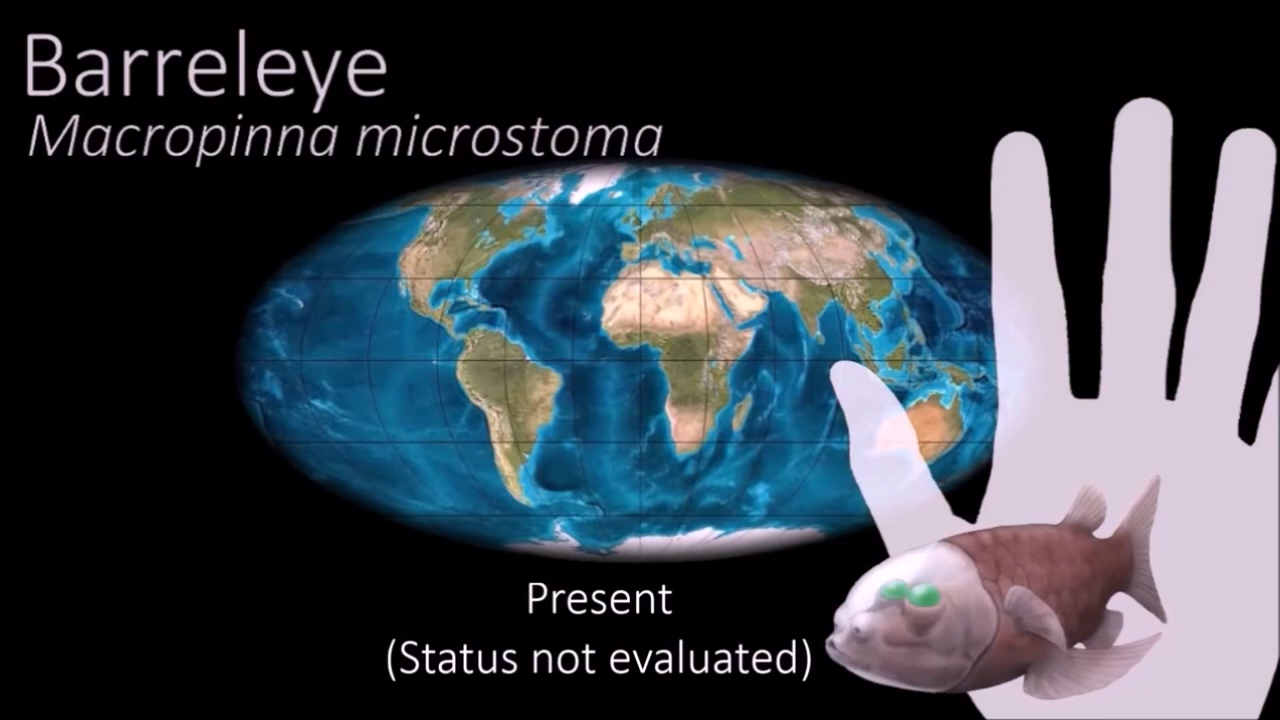 Barreleye
Macropinna microstoma
Present
(Status not evaluated)